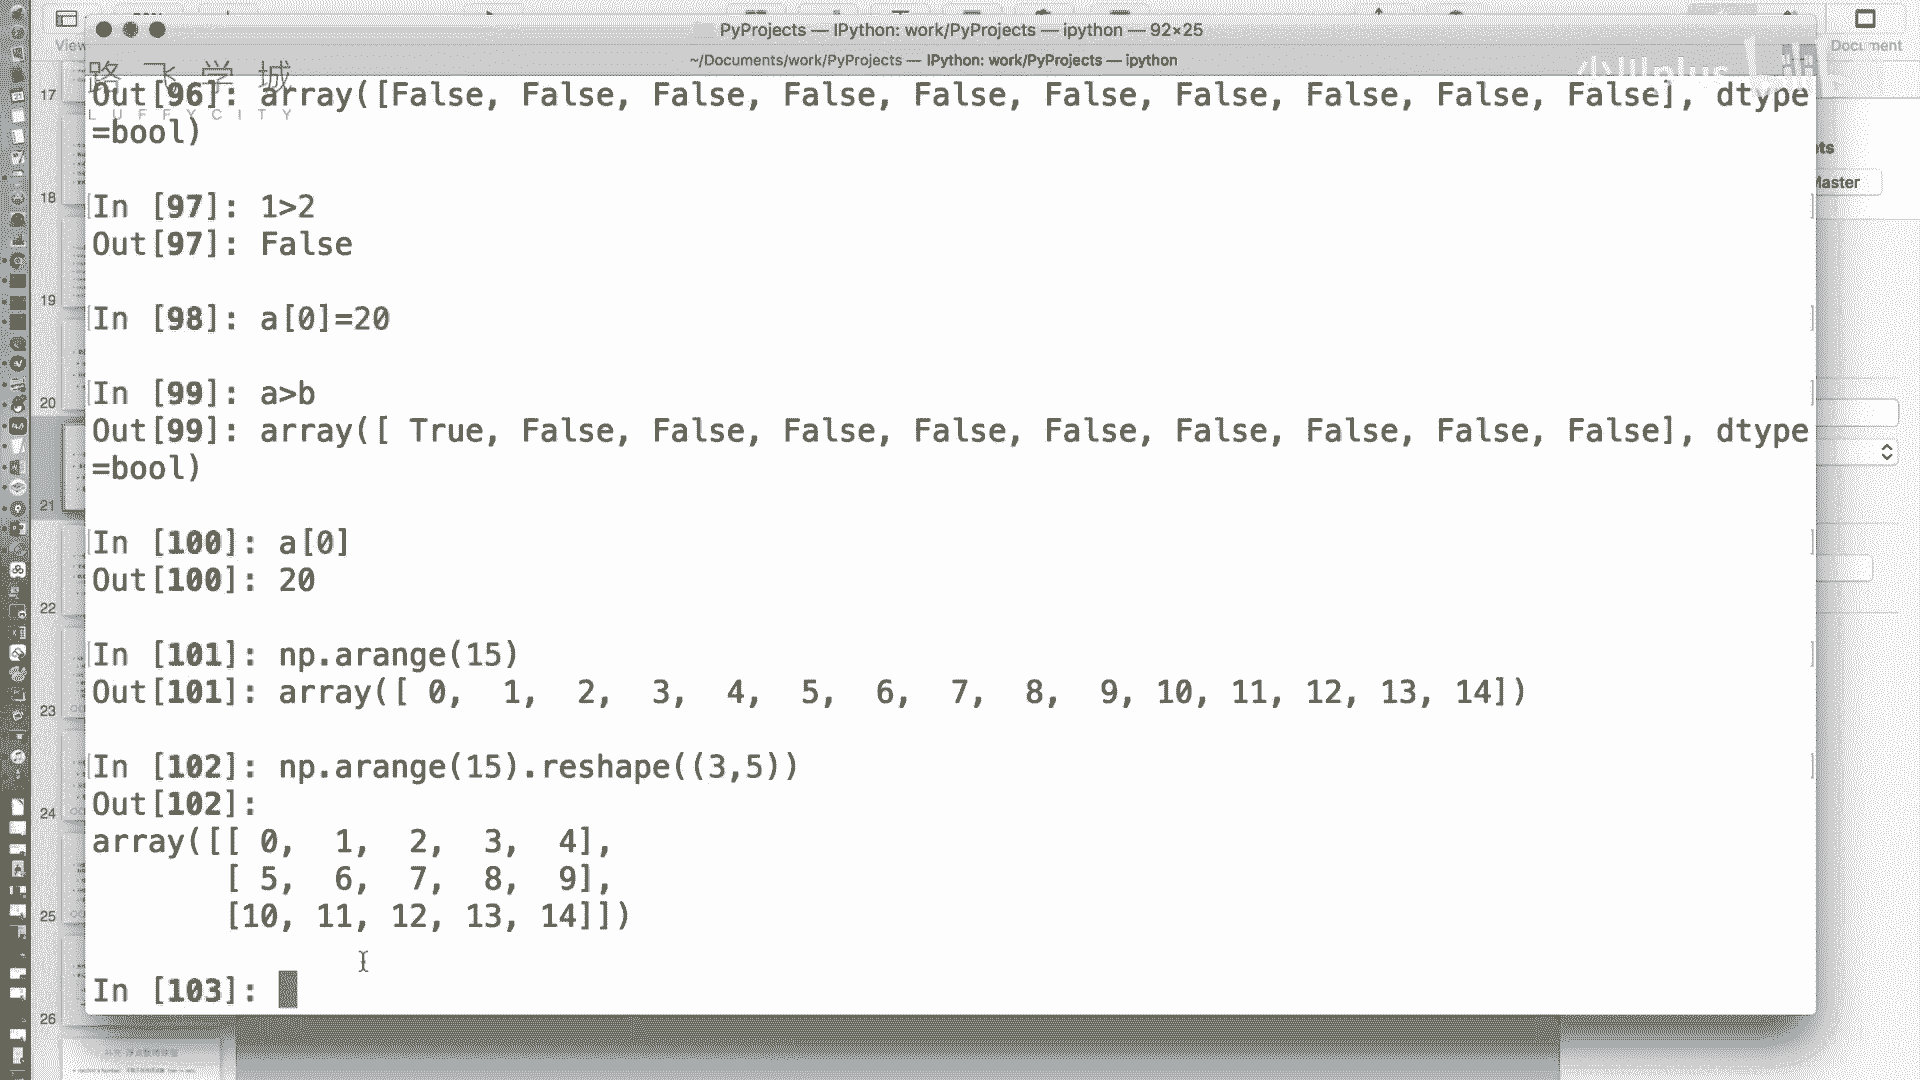 View
PyProjects — IPython: work/PyProjects — ipython — 92×25
Document
~/Documents/work/PyProjects — IPython: work/PyProjects — ipython
路飞学城
LUFFYCITY
Out[96]: array([False, False, False, False, False, False, False, False, False, False], dtype
=bool)
In [97]: 1>2
Out[97]: False
In [98]: a[0]=20
In [99]: a>b
Out[99]: array([ True, False, False, False, False, False, False, False, False, False], dtype
=bool)
In [100]: a[0]
Out[100]: 20
In [101]: np.arange(15)
Out[101]: array([ 0,  1,  2,  3,  4,  5,  6,  7,  8,  9, 10, 11, 12, 13, 14])
In [102]: np.arange(15).reshape((3,5))
Out[102]:
array([[ 0,  1,  2,  3,  4],
       [ 5,  6,  7,  8,  9],
       [10, 11, 12, 13, 14]])
In [103]:
17
18
19
20
21
22
23
24
25
26